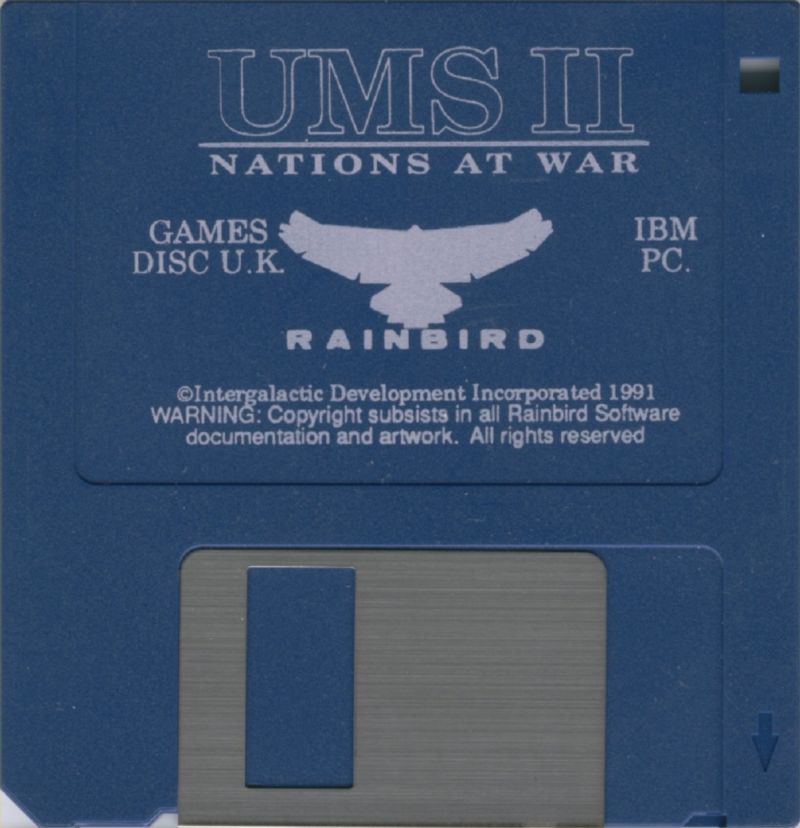 UMS II
NATIONS AT WAR
GAMES
DISC U.K.
IBM
PC.
RAINBIRD
©Intergalactic Development Incorporated 1991
WARNING: Copyright subsists in all Rainbird Software
documentation and artwork. All rights reserved